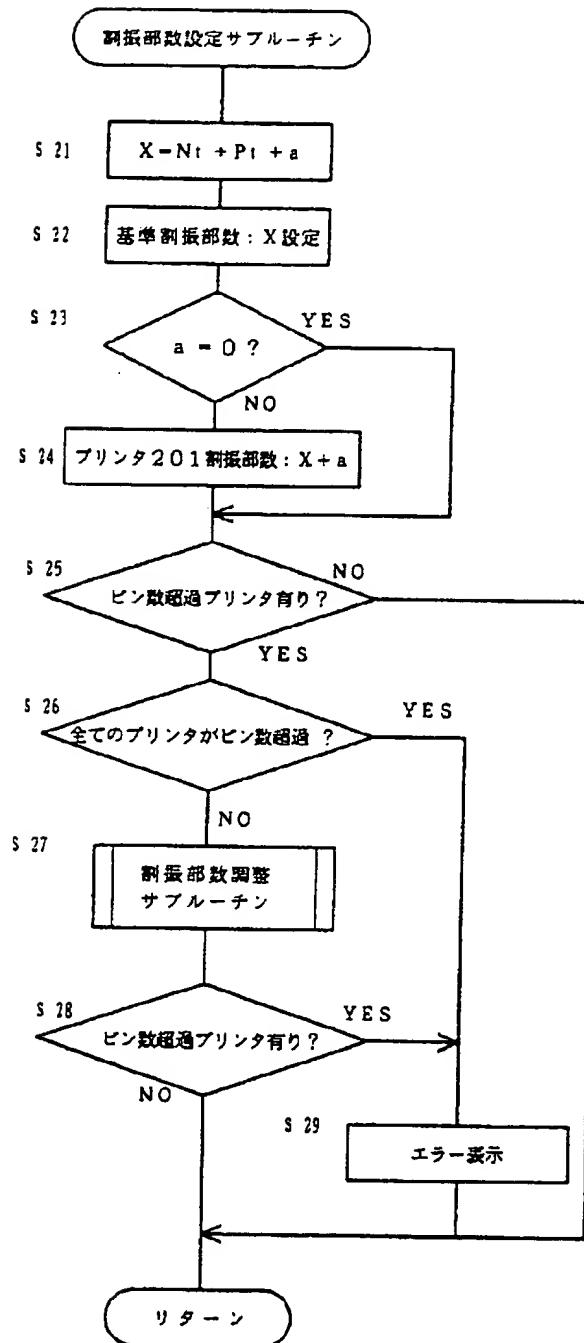 割振部数設定サブルーチン
S 21
X－Nt ＋Pt ＋a
S 22
基準割振部数：X設定
S 23
YES
a ＝ 0 ？
NO
S 24
プリンタ201割振部数：X＋a
S 25
NO
ビン数超過プリンタ有り？
YES
S 26
YES
全てのプリンタがビン数超過 ？
NO
S 27
割振部数調整
サブルーチン
S 28
YES
ビン数超過プリンタ有り？
NO
S 29
エラー表示
リターン